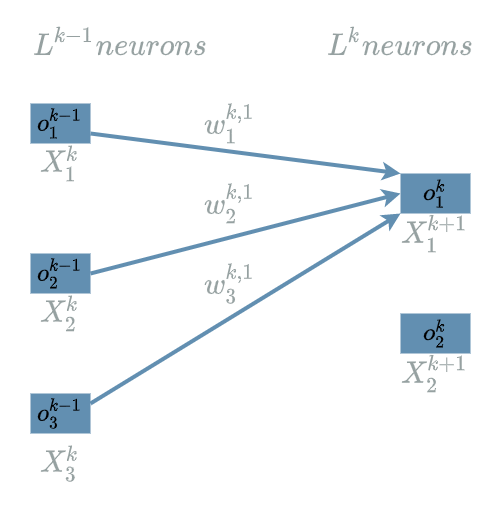 L^{k-1} neurons
L^k neurons
o_1^{k-1}
X_1^k
w_1^{k,1}
o_1^k
X_1^{k+1}
w_2^{k,1}
o_2^{k-1}
X_2^k
w_3^{k,1}
o_2^k
X_2^{k+1}
o_3^{k-1}
X_3^k